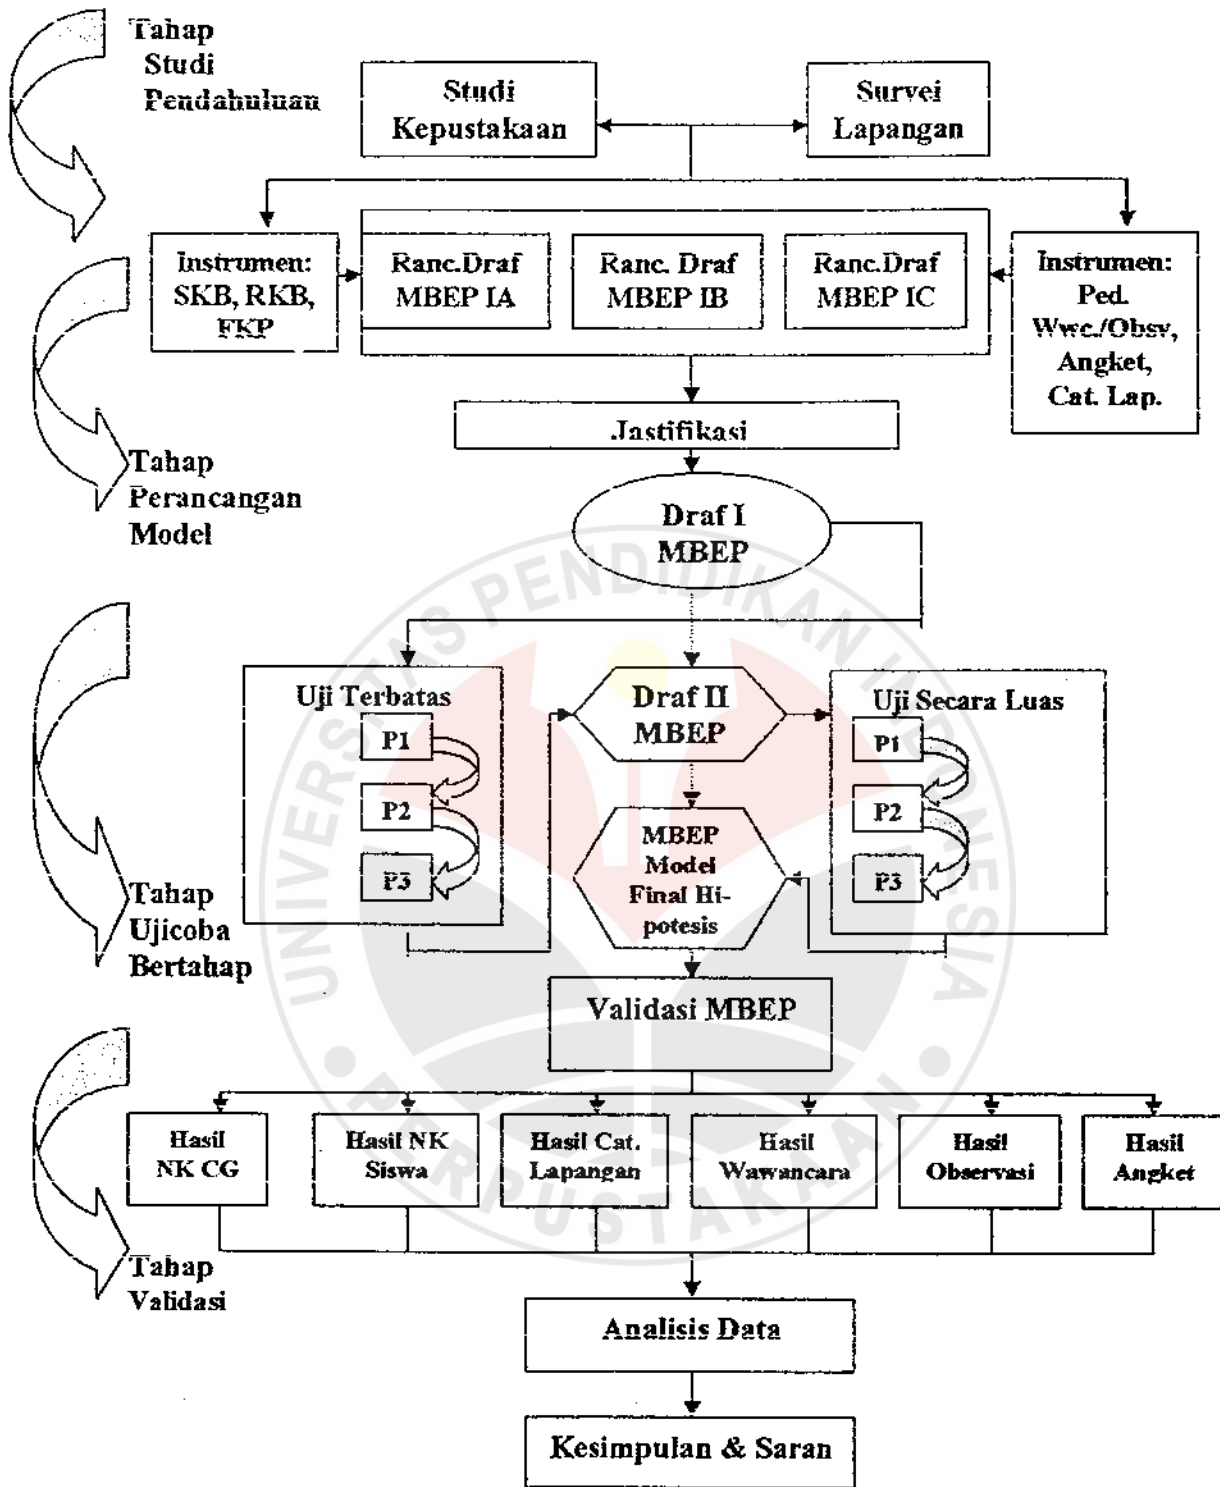 Tahap
Studi
Pendahuluan
Studi
Kepustakaan
Survei
Lapangan
Instrumen:
SKB, RKB,
FKP
Ranc.Draf
MBEP IA
Ranc. Draf
MBEP IB
Ranc.Draf
MBEP IC
Instrumen:
Ped.
Wwc./Obsv,
Angket,
Cat. Lap.
Jastifikasi
Tahap
Perancangan
Model
Draf I
MBEP
Uji Terbatas
P1
P2
P3
Draf II
MBEP
Uji Secara Luas
P1
P2
P3
MBEP
Model
Final Hi-
potesis
Tahap
Ujicoba
Bertahap
Validasi MBEP
Hasil
NK CG
Hasil NK
Siswa
Hasil Cat.
Lapangan
Hasil
Wawancara
Hasil
Observasi
Hasil
Angket
Tahap
Validasi
Analisis Data
Kesimpulan & Saran
UNIVERSITAS PENDIDIKAN INDONESIA
PERPUSTAKAAN